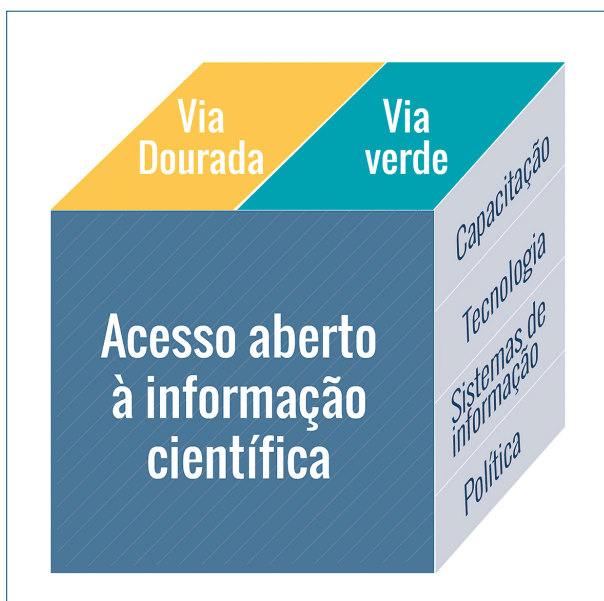 Via
Dourada
Via
verde
Acesso aberto
à informação
científica
Capacitação
Tecnologia
Sistemas de
informação
Política